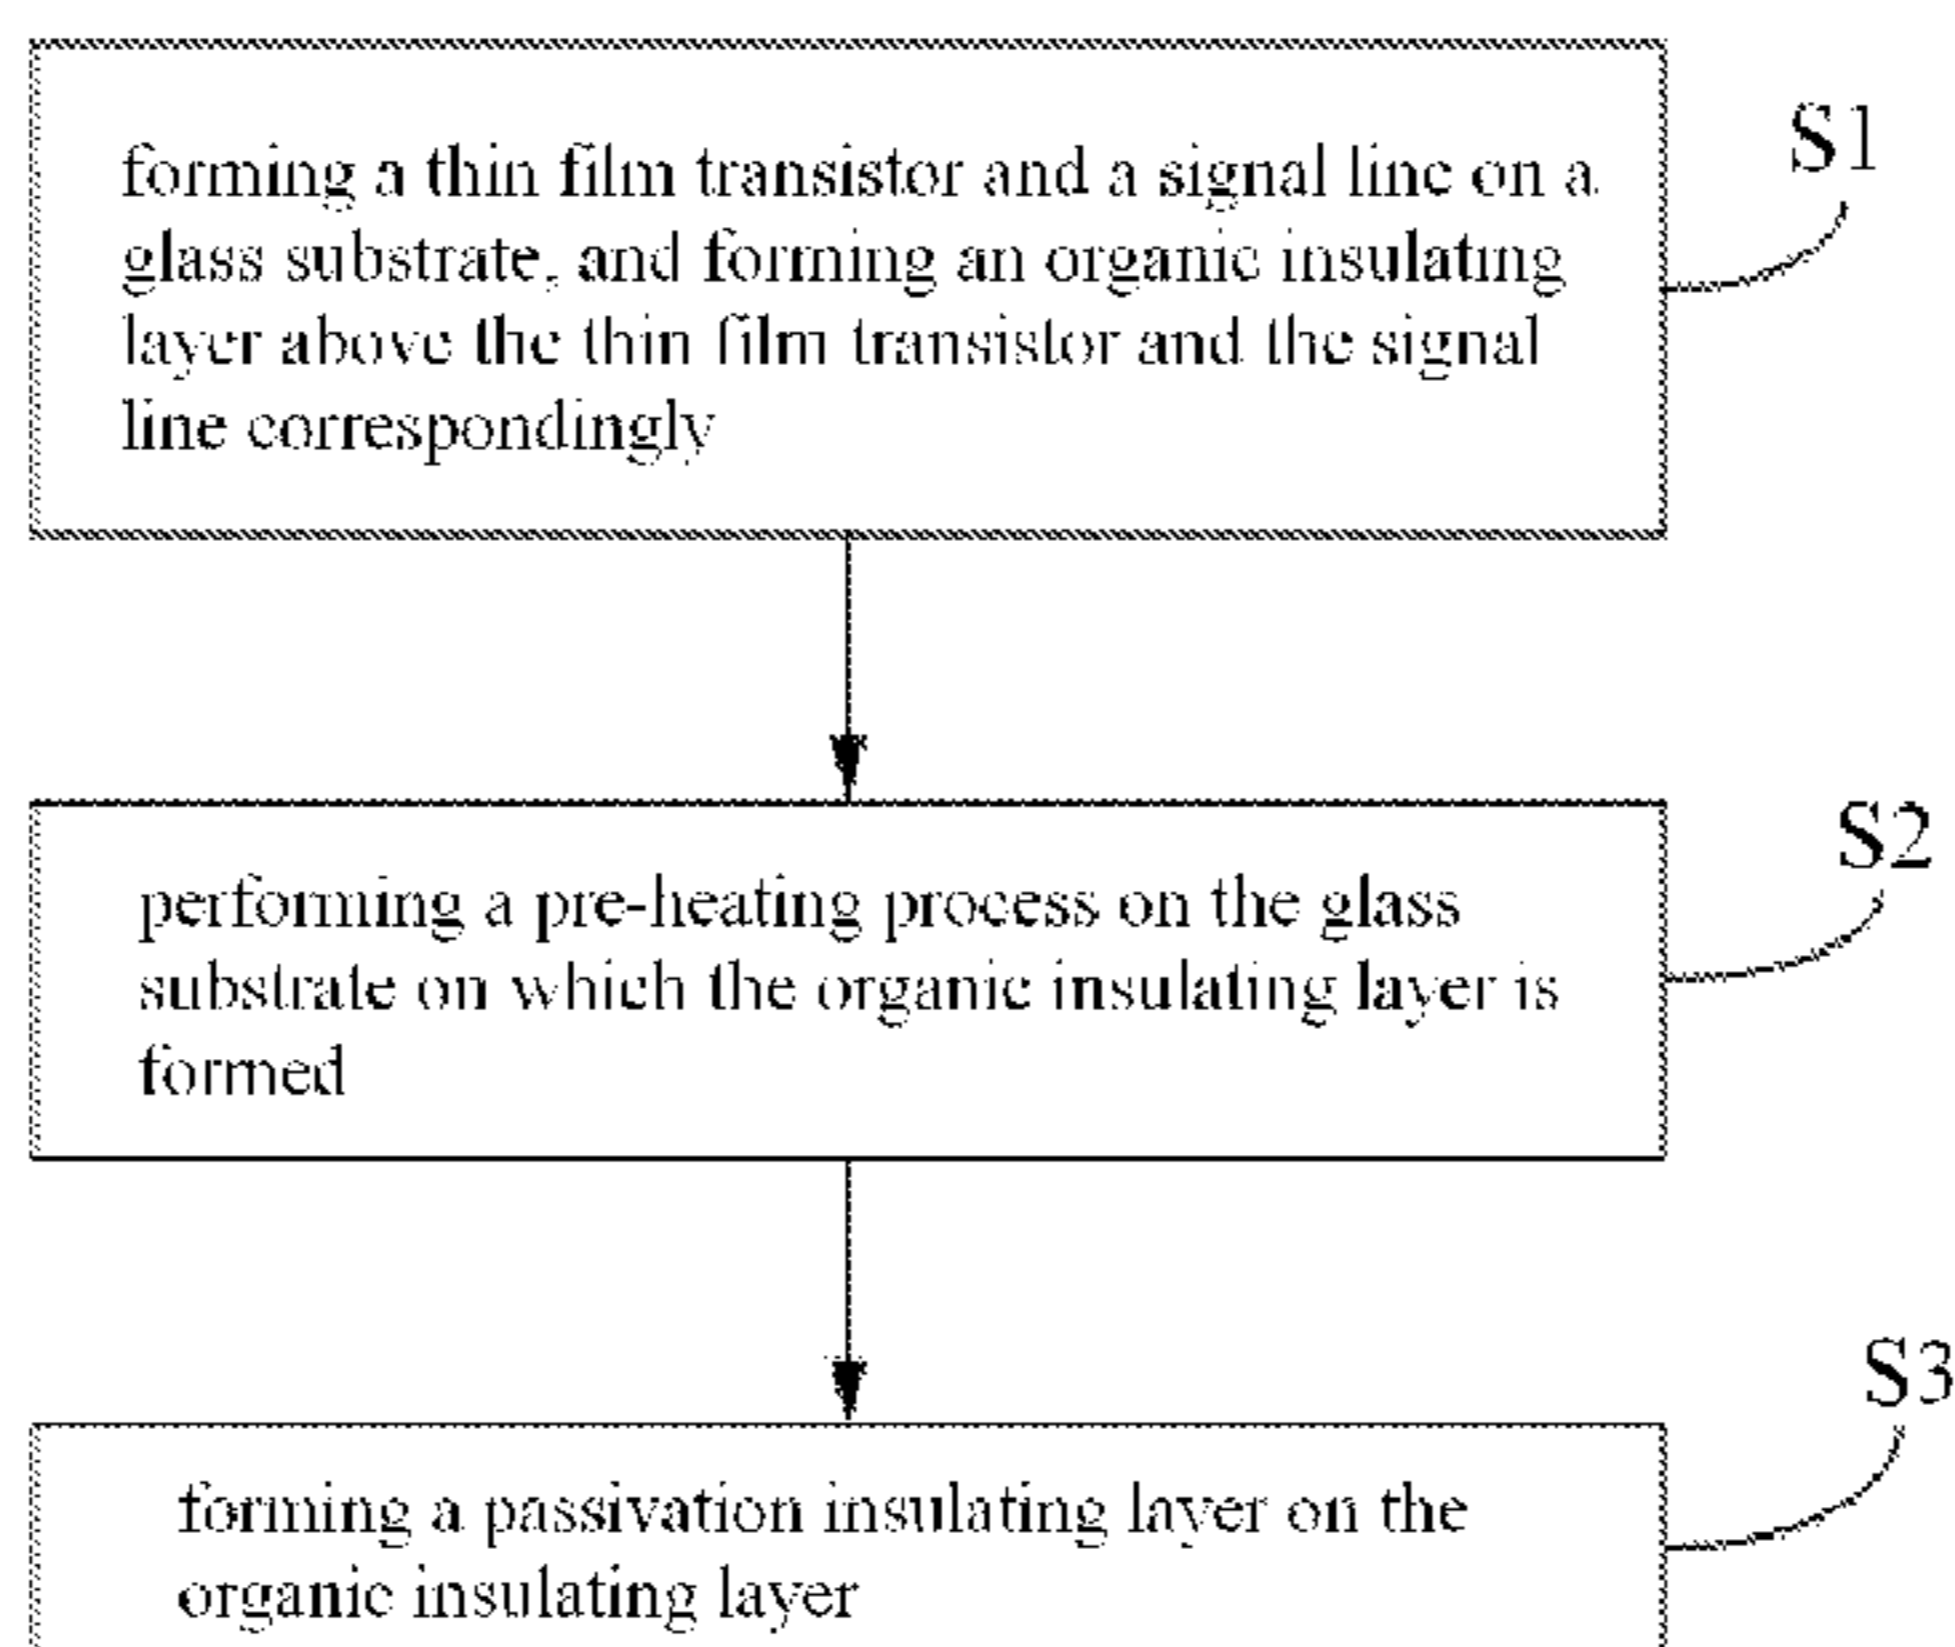 forming a thin film transistor and a signal line on a
glass substrate, and forming an organic insulating
layer above the thin film transistor and the signal
line correspondingly
S1
performing a pre-heating process on the glass
substrate on which the organic insulating layer is
formed
S2
forming a passivation insulating layer on the
organic insulating layer
S3